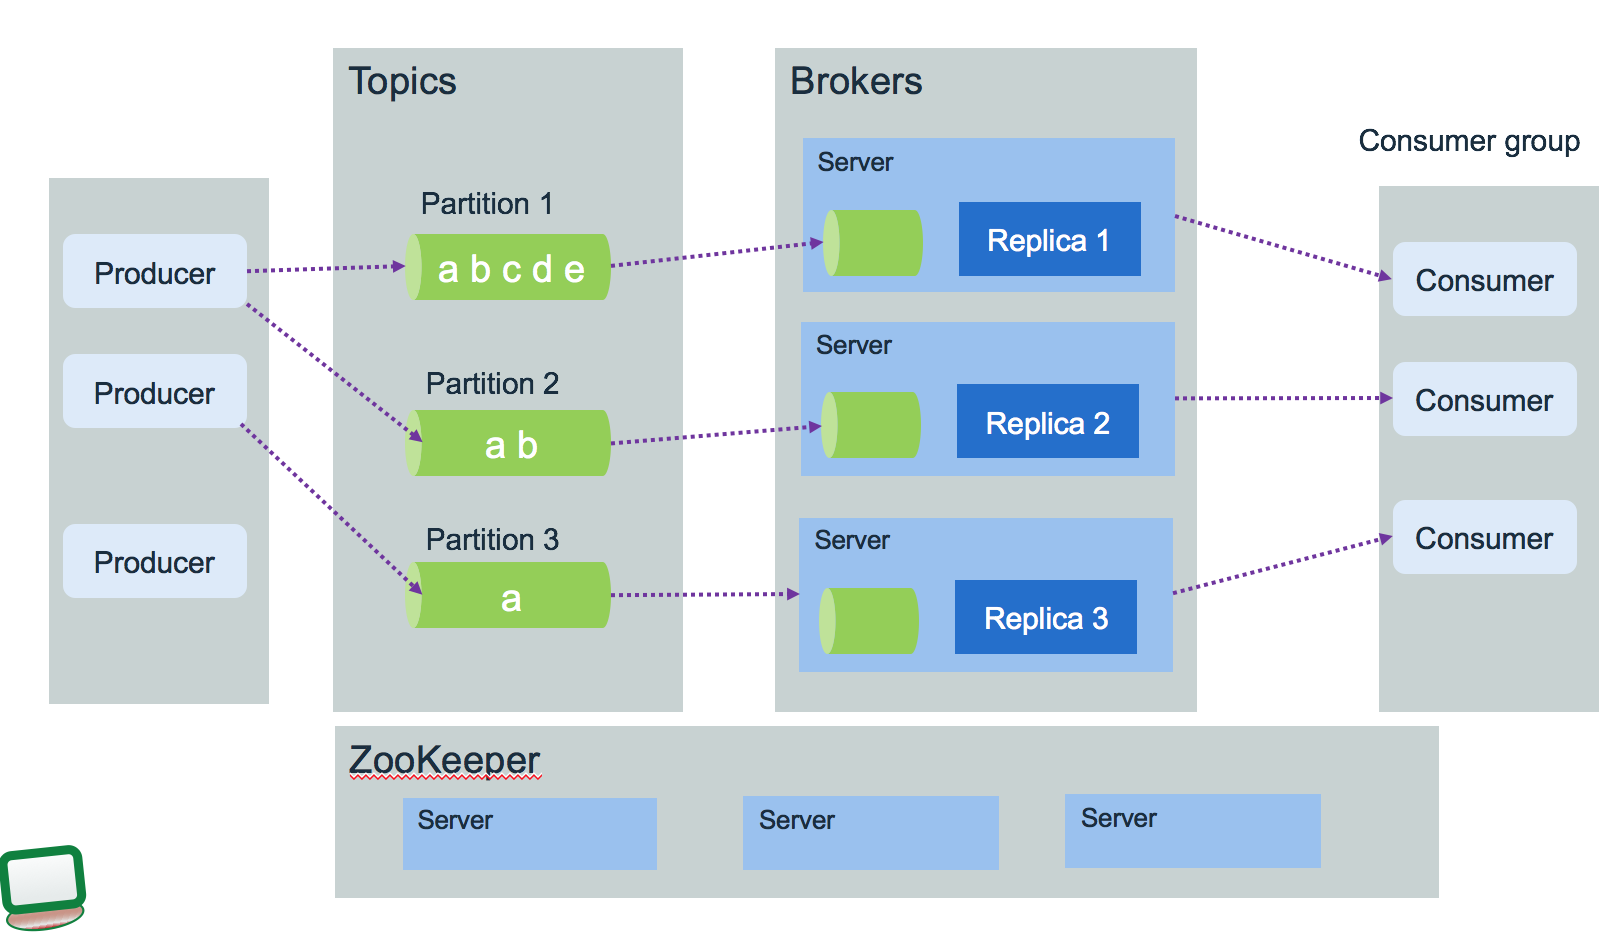 Topics
Brokers
Consumer group
Producer
Producer
Producer
Partition 1
a b c d e
Partition 2
a b
Partition 3
a
Server
Replica 1
Server
Replica 2
Server
Replica 3
Consumer
Consumer
Consumer
ZooKeeper
Server
Server
Server